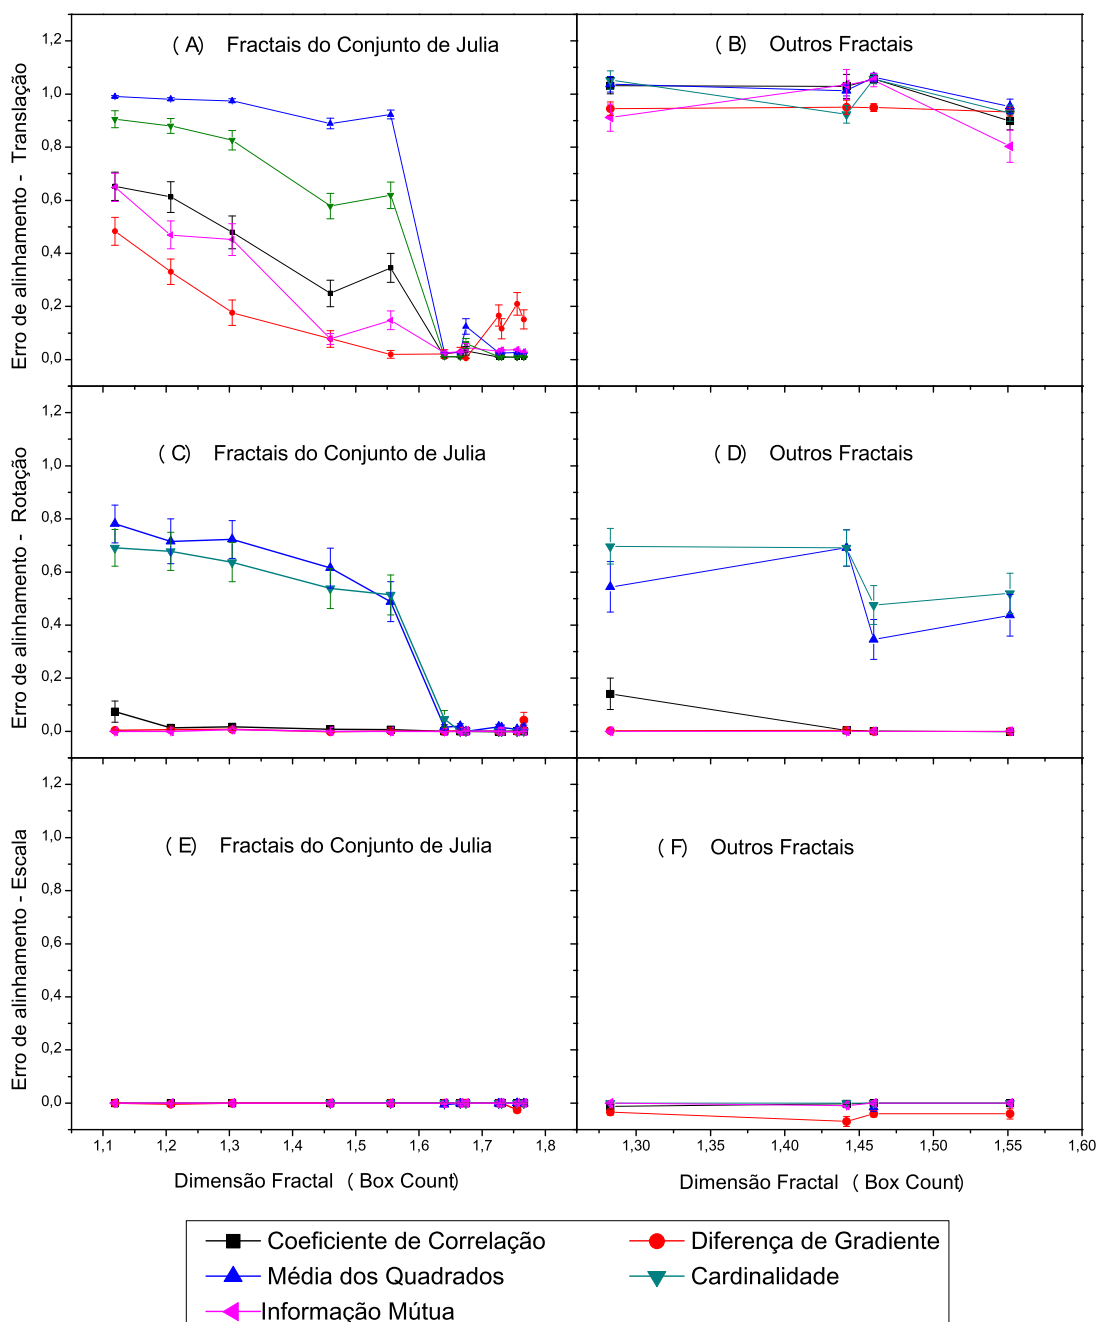 ( A) Fractais do Conjunto de Julia
( B) Outros Fractais
Erro de alinhamento - Translação
1,2
1,0
0,8
0,6
0,4
0,2
0,0
( C) Fractais do Conjunto de Julia
( D) Outros Fractais
Erro de alinhamento - Rotação
1,2
1,0
0,8
0,6
0,4
0,2
0,0
( E) Fractais do Conjunto de Julia
( F) Outros Fractais
Erro de alinhamento - Escala
1,2
1,0
0,8
0,6
0,4
0,2
0,0
1,1 1,2 1,3 1,4 1,5 1,6 1,7 1,8
1,30 1,35 1,40 1,45 1,50 1,55 1,60
Dimensão Fractal ( Box Count)
Dimensão Fractal ( Box Count)
Coeficiente de Correlação
Diferença de Gradiente
Média dos Quadrados
Cardinalidade
Informação Mútua